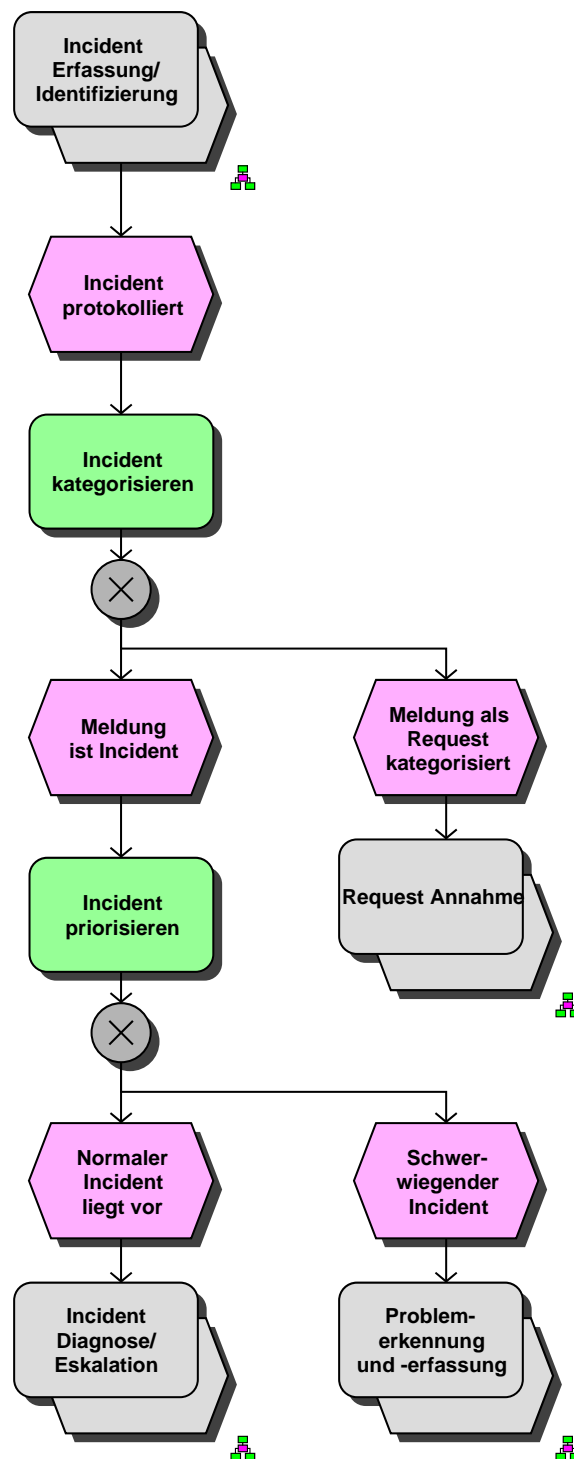 Incident
Erfassung/
Identifizierung
Incident
protokolliert
Incident
kategorisieren
Meldung
ist Incident
Meldung als
Request
kategorisiert
Incident
priorisieren
Request Annahme
Normaler
Incident
liegt vor
Schwer-
wiegender
Incident
Incident
Diagnose/
Eskalation
Problem-
erkennung
und -erfassung